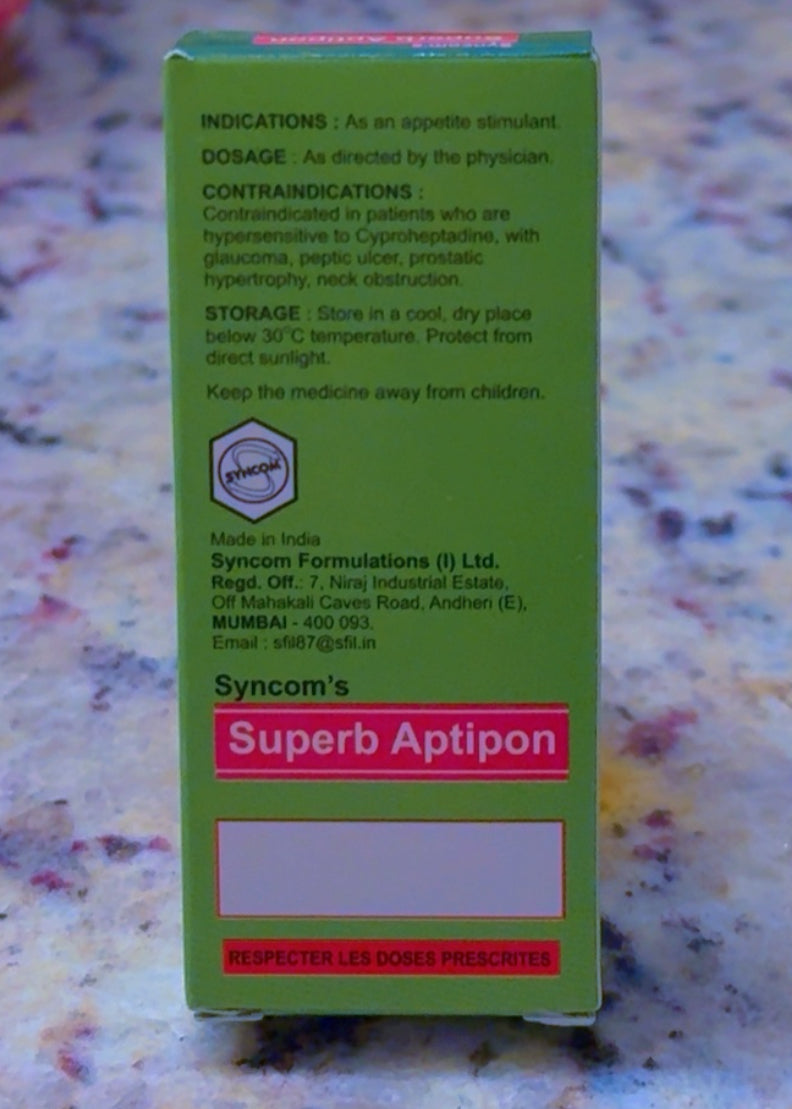 Syncom's
Superb Aptipon
INDICATIONS : As an appetite stimulant.
DOSAGE : As directed by the physician.
CONTRAINDICATIONS :
Contraindicated in patients who are
hypersensitive to Cyproheptadine, with
glaucoma, peptic ulcer, prostatic
hypertrophy, neck obstruction.
STORAGE : Store in a cool, dry place
below 30°C temperature. Protect from
direct sunlight.
Keep the medicine away from children.
SYNCOM
Made in India
Syncom Formulations (I) Ltd.
Regd. Off.: 7, Niraj Industrial Estate,
Off Mahakali Caves Road, Andheri (E),
MUMBAI - 400 093.
Email : sfil87@sfil.in
Syncom's
Superb Aptipon
RESPECTER LES DOSES PRESCRITES